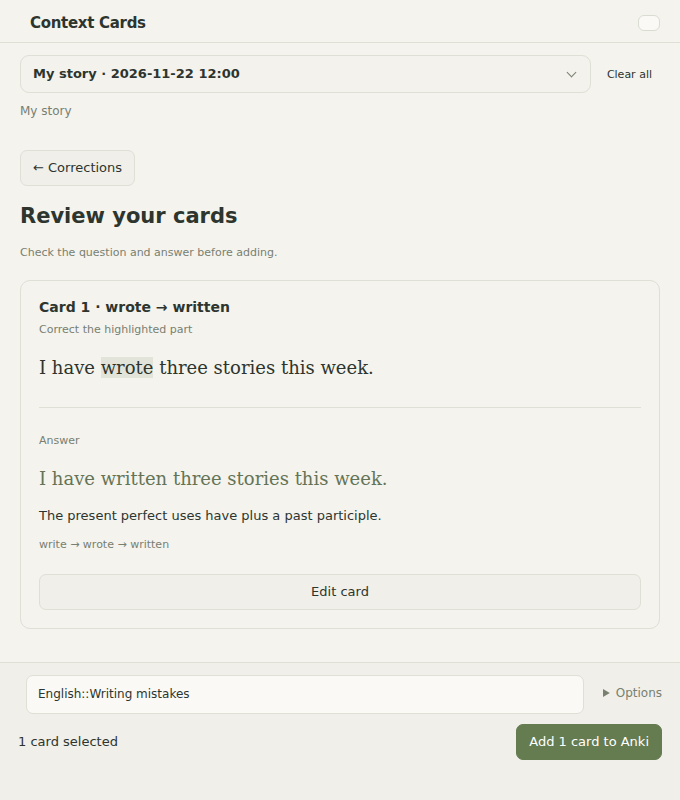 Context Cards
My story · 2026-11-22 12:00
Clear all
My story
← Corrections
Review your cards
Check the question and answer before adding.
Card 1 · wrote → written
Correct the highlighted part
I have wrote three stories this week.
Answer
I have written three stories this week.
The present perfect uses have plus a past participle.
write → wrote → written
Edit card
English::Writing mistakes
▶ Options
1 card selected
Add 1 card to Anki